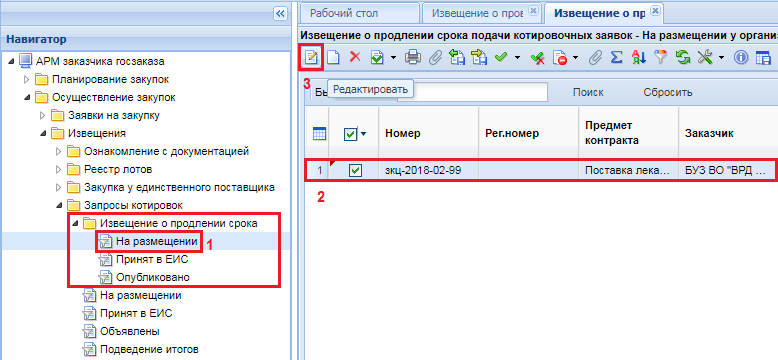 Рабочий стол
Извещение о пров
Извещение о пр
Навигатор
Извещение о продлении срока подачи котировочных заявок - На размещении у органи
3
Редактировать
Бы
Поиск
Сбросить
Номер
Рег.номер
Предмет контракта
Заказчик
1
зкц-2018-02-99
Поставка лека...
БУЗ ВО "ВРД ...
2
АРМ заказчика госзаказа
Планирование закупок
Осуществление закупок
Заявки на закупку
Извещения
Ознакомление с документацией
Реестр лотов
Закупка у единственного поставщика
Запросы котировок
Извещение о продлении срока
На размещении
1
Принят в ЕИС
Опубликовано
На размещении
Принят в ЕИС
Объявлены
Подведение итогов